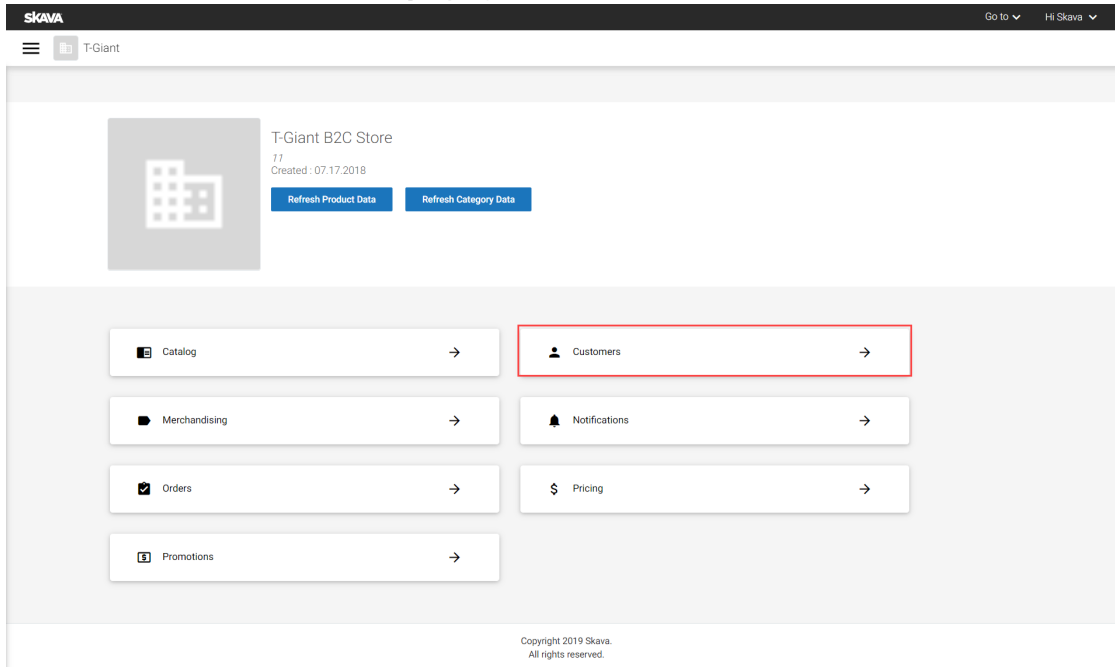 SKAVA
Go to
Hi Skava
T-Giant
T-Giant B2C Store
11
Created : 07.17.2018
Refresh Product Data
Refresh Category Data
Catalog
Customers
Merchandising
Notifications
Orders
$ Pricing
$ Promotions
Copyright 2019 Skava.
All rights reserved.